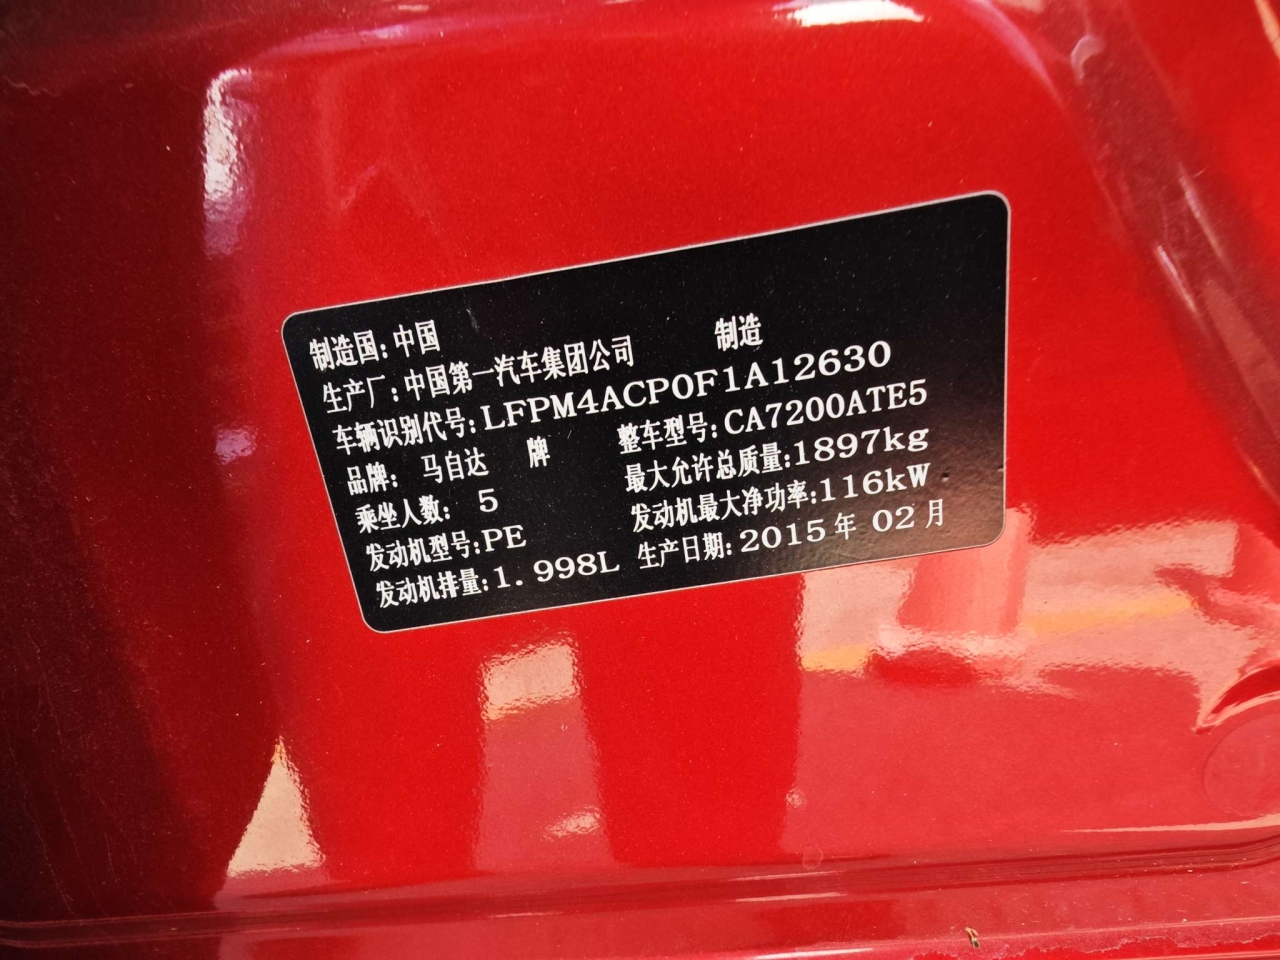 制造国:中国
生产厂:中国第一汽车集团公司 制造
车辆识别代号:LFPM4ACP0F1A12630
品牌: 马自达 牌 整车型号:CA7200ATE5
乘坐人数: 5 最大允许总质量:1897kg
发动机型号:PE 发动机最大净功率:116kW
发动机排量:1.998L 生产日期:2015年 02月